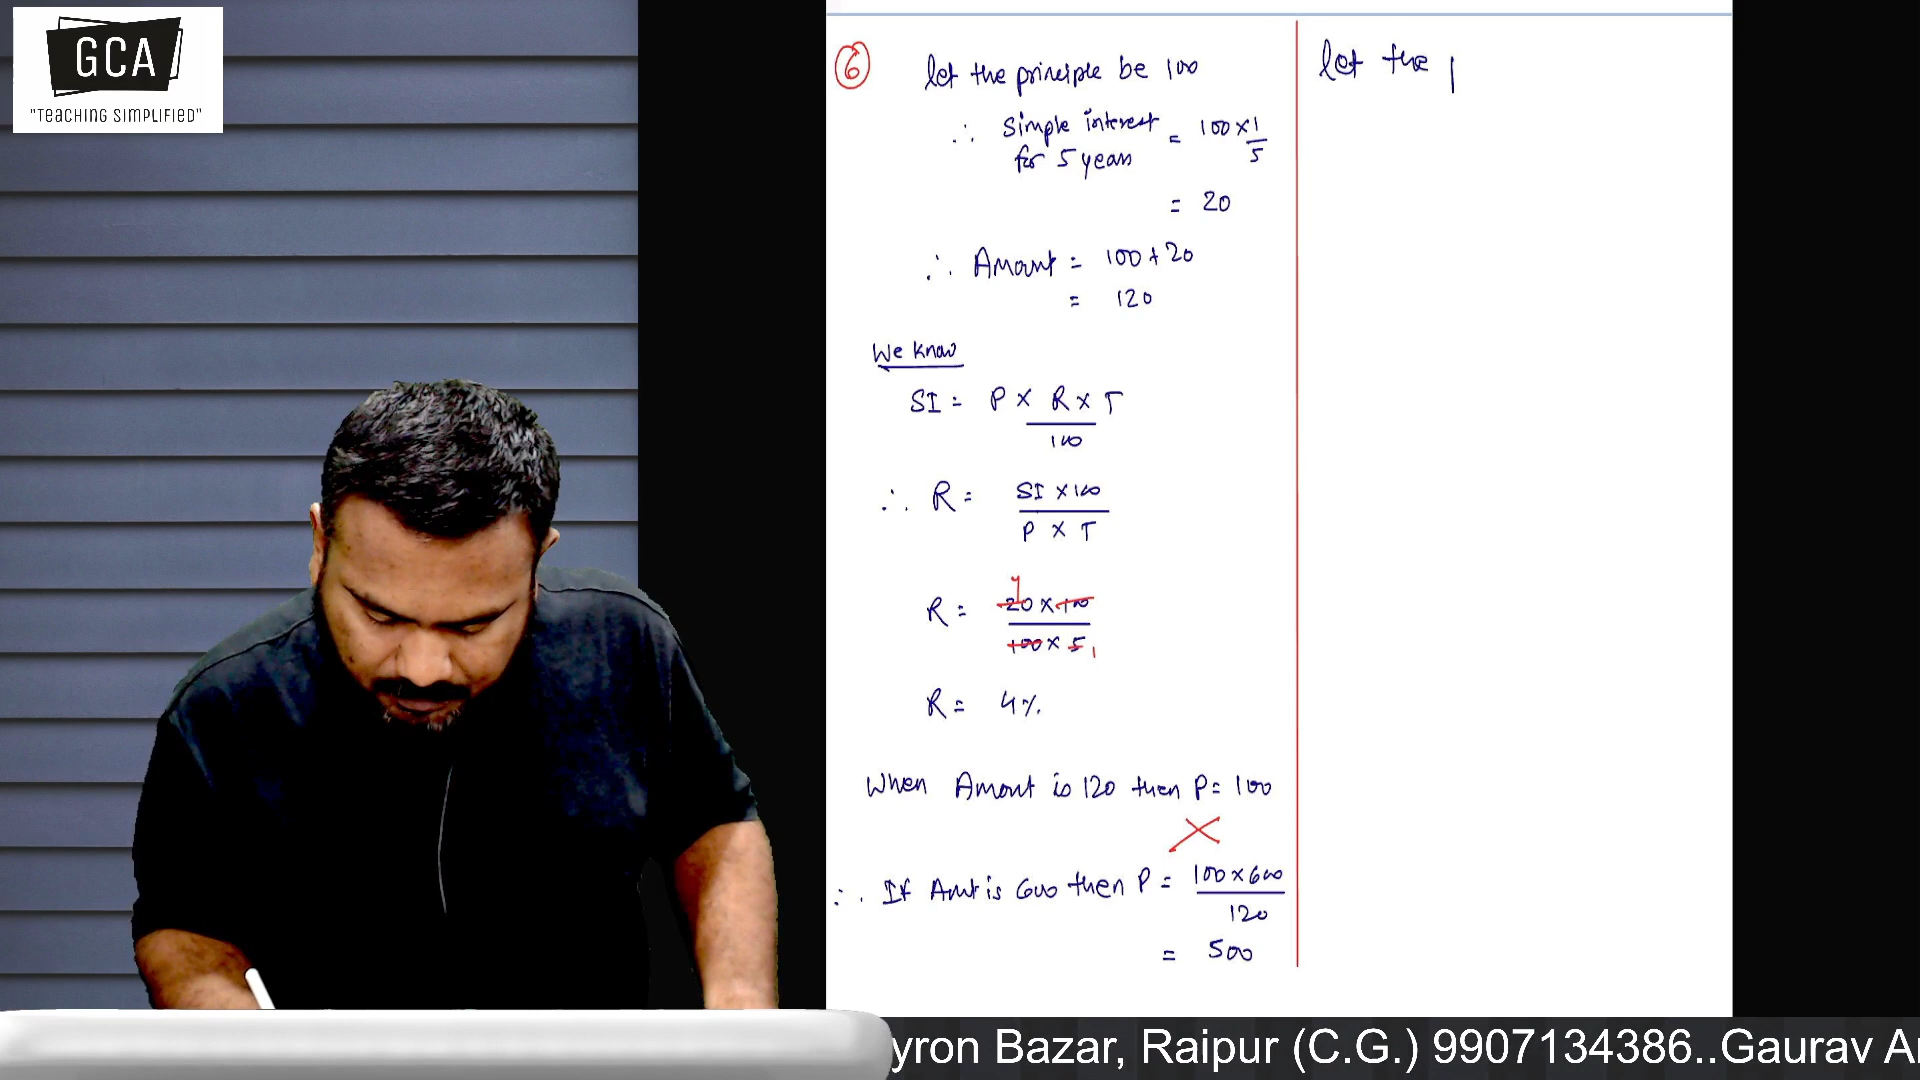 GCA
"TEACHING SIMPLIFIED"
6
let the principle be 100
∴ Simple interest for 5 years = 100 × 1/5
= 20
∴ Amount = 100 + 20
= 120
We know
SI = P × R × T
100
∴ R = SI × 100
P × T
4
R = 20 × 100
100 × 5 1
R = 4%
When Amount is 120 then P = 100
∴ If Amt is 600 then P = 100 × 600
120
= 500
let the
yron Bazar, Raipur (C.G.) 9907134386..Gaurav A